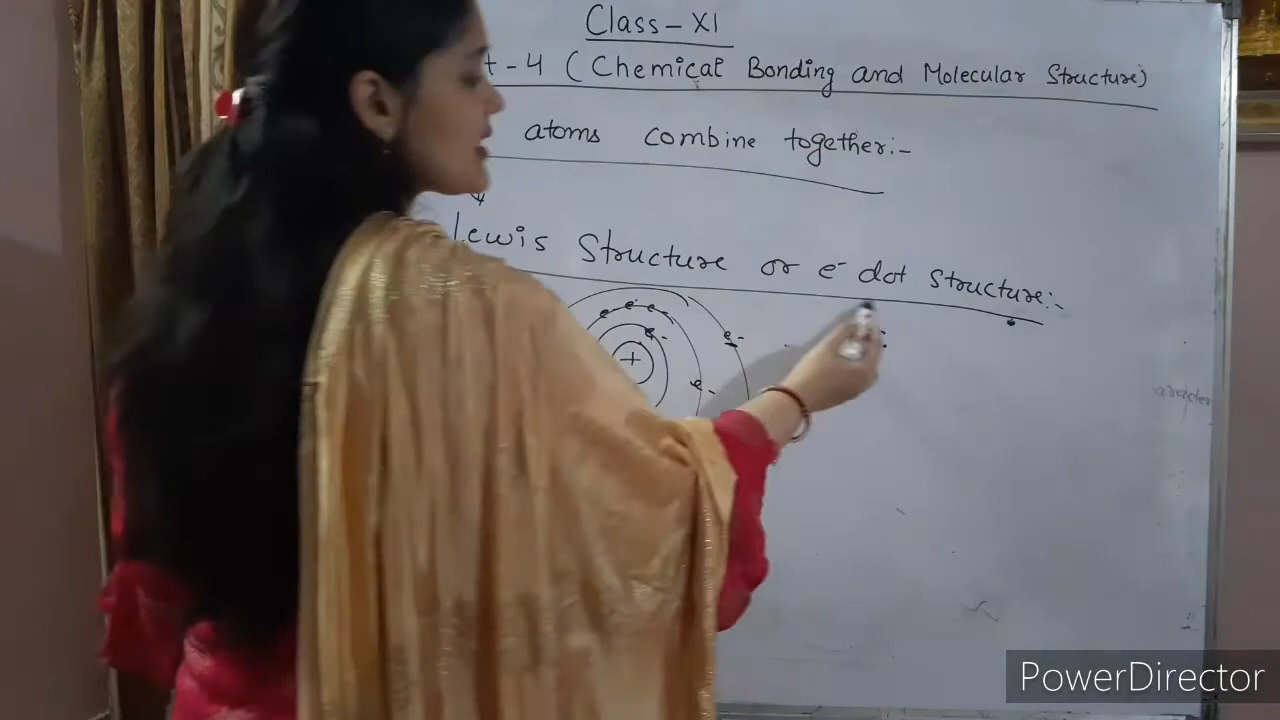 Class - XI
t - 4 (Chemical Bonding and Molecular Structure)
atoms combine together:-
Lewis Structure or e- dot structure:-
e- e-
e- e-
+
e-
PowerDirector